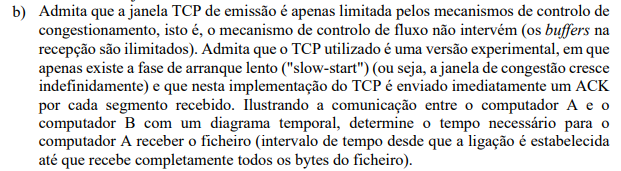 b) Admita que a janela TCP de emissão é apenas limitada pelos mecanismos de controlo de
congestionamento, isto é, o mecanismo de controlo de fluxo não intervém (os buffers na
recepção são ilimitados). Admita que o TCP utilizado é uma versão experimental, em que
apenas existe a fase de arranque lento ("slow-start") (ou seja, a janela de congestão cresce
indefinidamente) e que nesta implementação do TCP é enviado imediatamente um ACK
por cada segmento recebido. Ilustrando a comunicação entre o computador A e o
computador B com um diagrama temporal, determine o tempo necessário para o
computador A receber o ficheiro (intervalo de tempo desde que a ligação é estabelecida
até que recebe completamente todos os bytes do ficheiro).